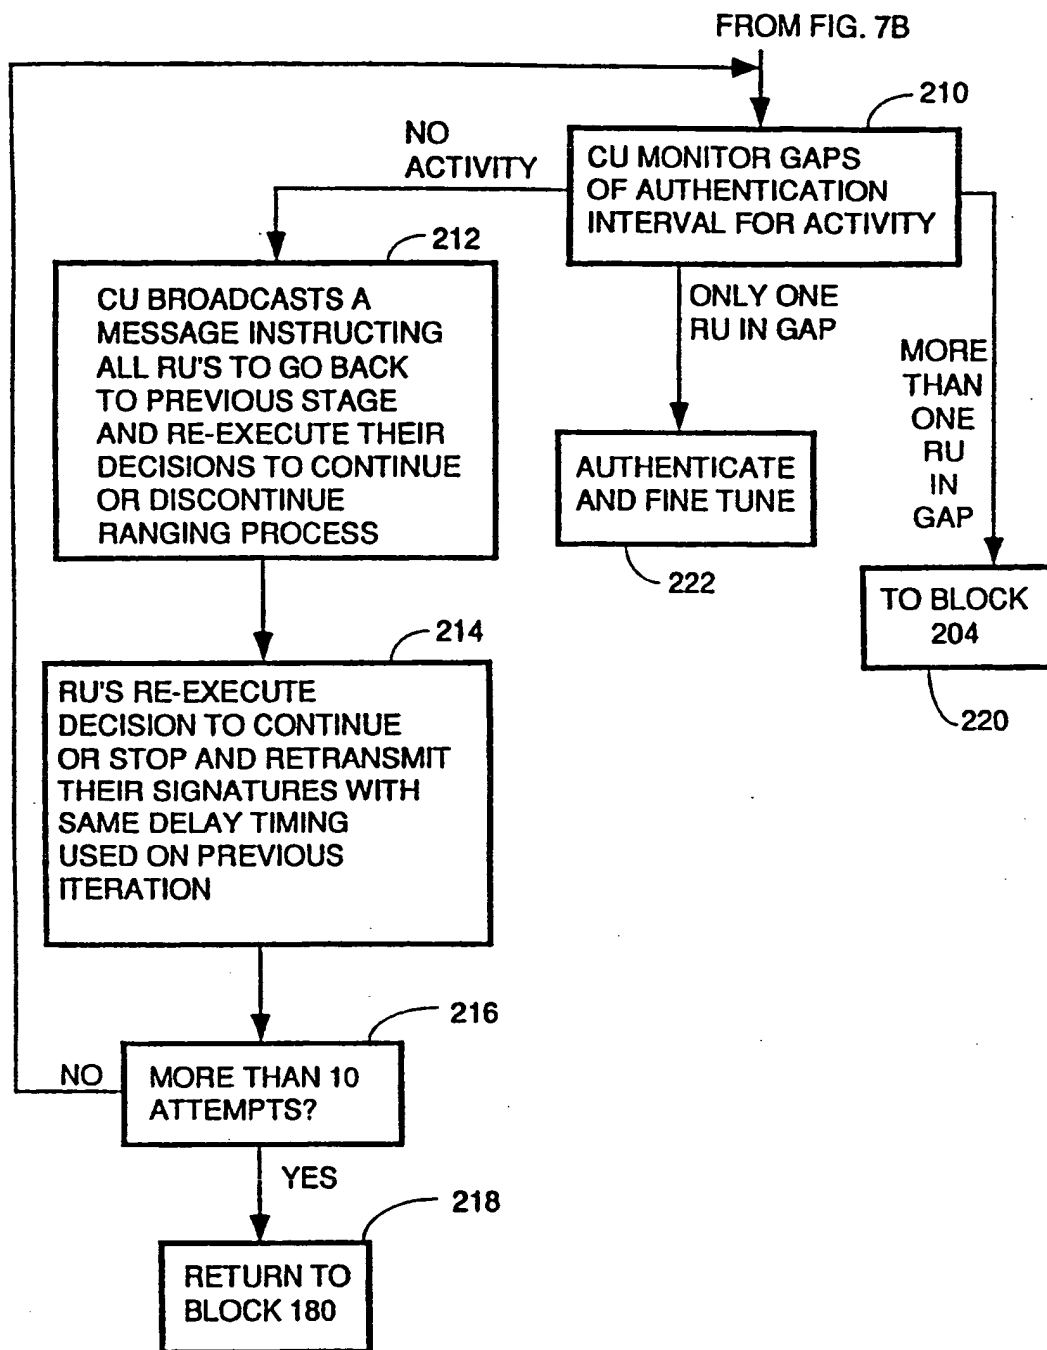 FROM FIG. 7B
210
CU MONITOR GAPS
OF AUTHENTICATION
INTERVAL FOR ACTIVITY
NO
ACTIVITY
212
CU BROADCASTS A
MESSAGE INSTRUCTING
ALL RU'S TO GO BACK
TO PREVIOUS STAGE
AND RE-EXECUTE THEIR
DECISIONS TO CONTINUE
OR DISCONTINUE
RANGING PROCESS
ONLY ONE
RU IN GAP
MORE
THAN
ONE
RU
IN
GAP
AUTHENTICATE
AND FINE TUNE
222
TO BLOCK
204
220
214
RU'S RE-EXECUTE
DECISION TO CONTINUE
OR STOP AND RETRANSMIT
THEIR SIGNATURES WITH
SAME DELAY TIMING
USED ON PREVIOUS
ITERATION
216
NO
MORE THAN 10
ATTEMPTS?
YES
218
RETURN TO
BLOCK 180